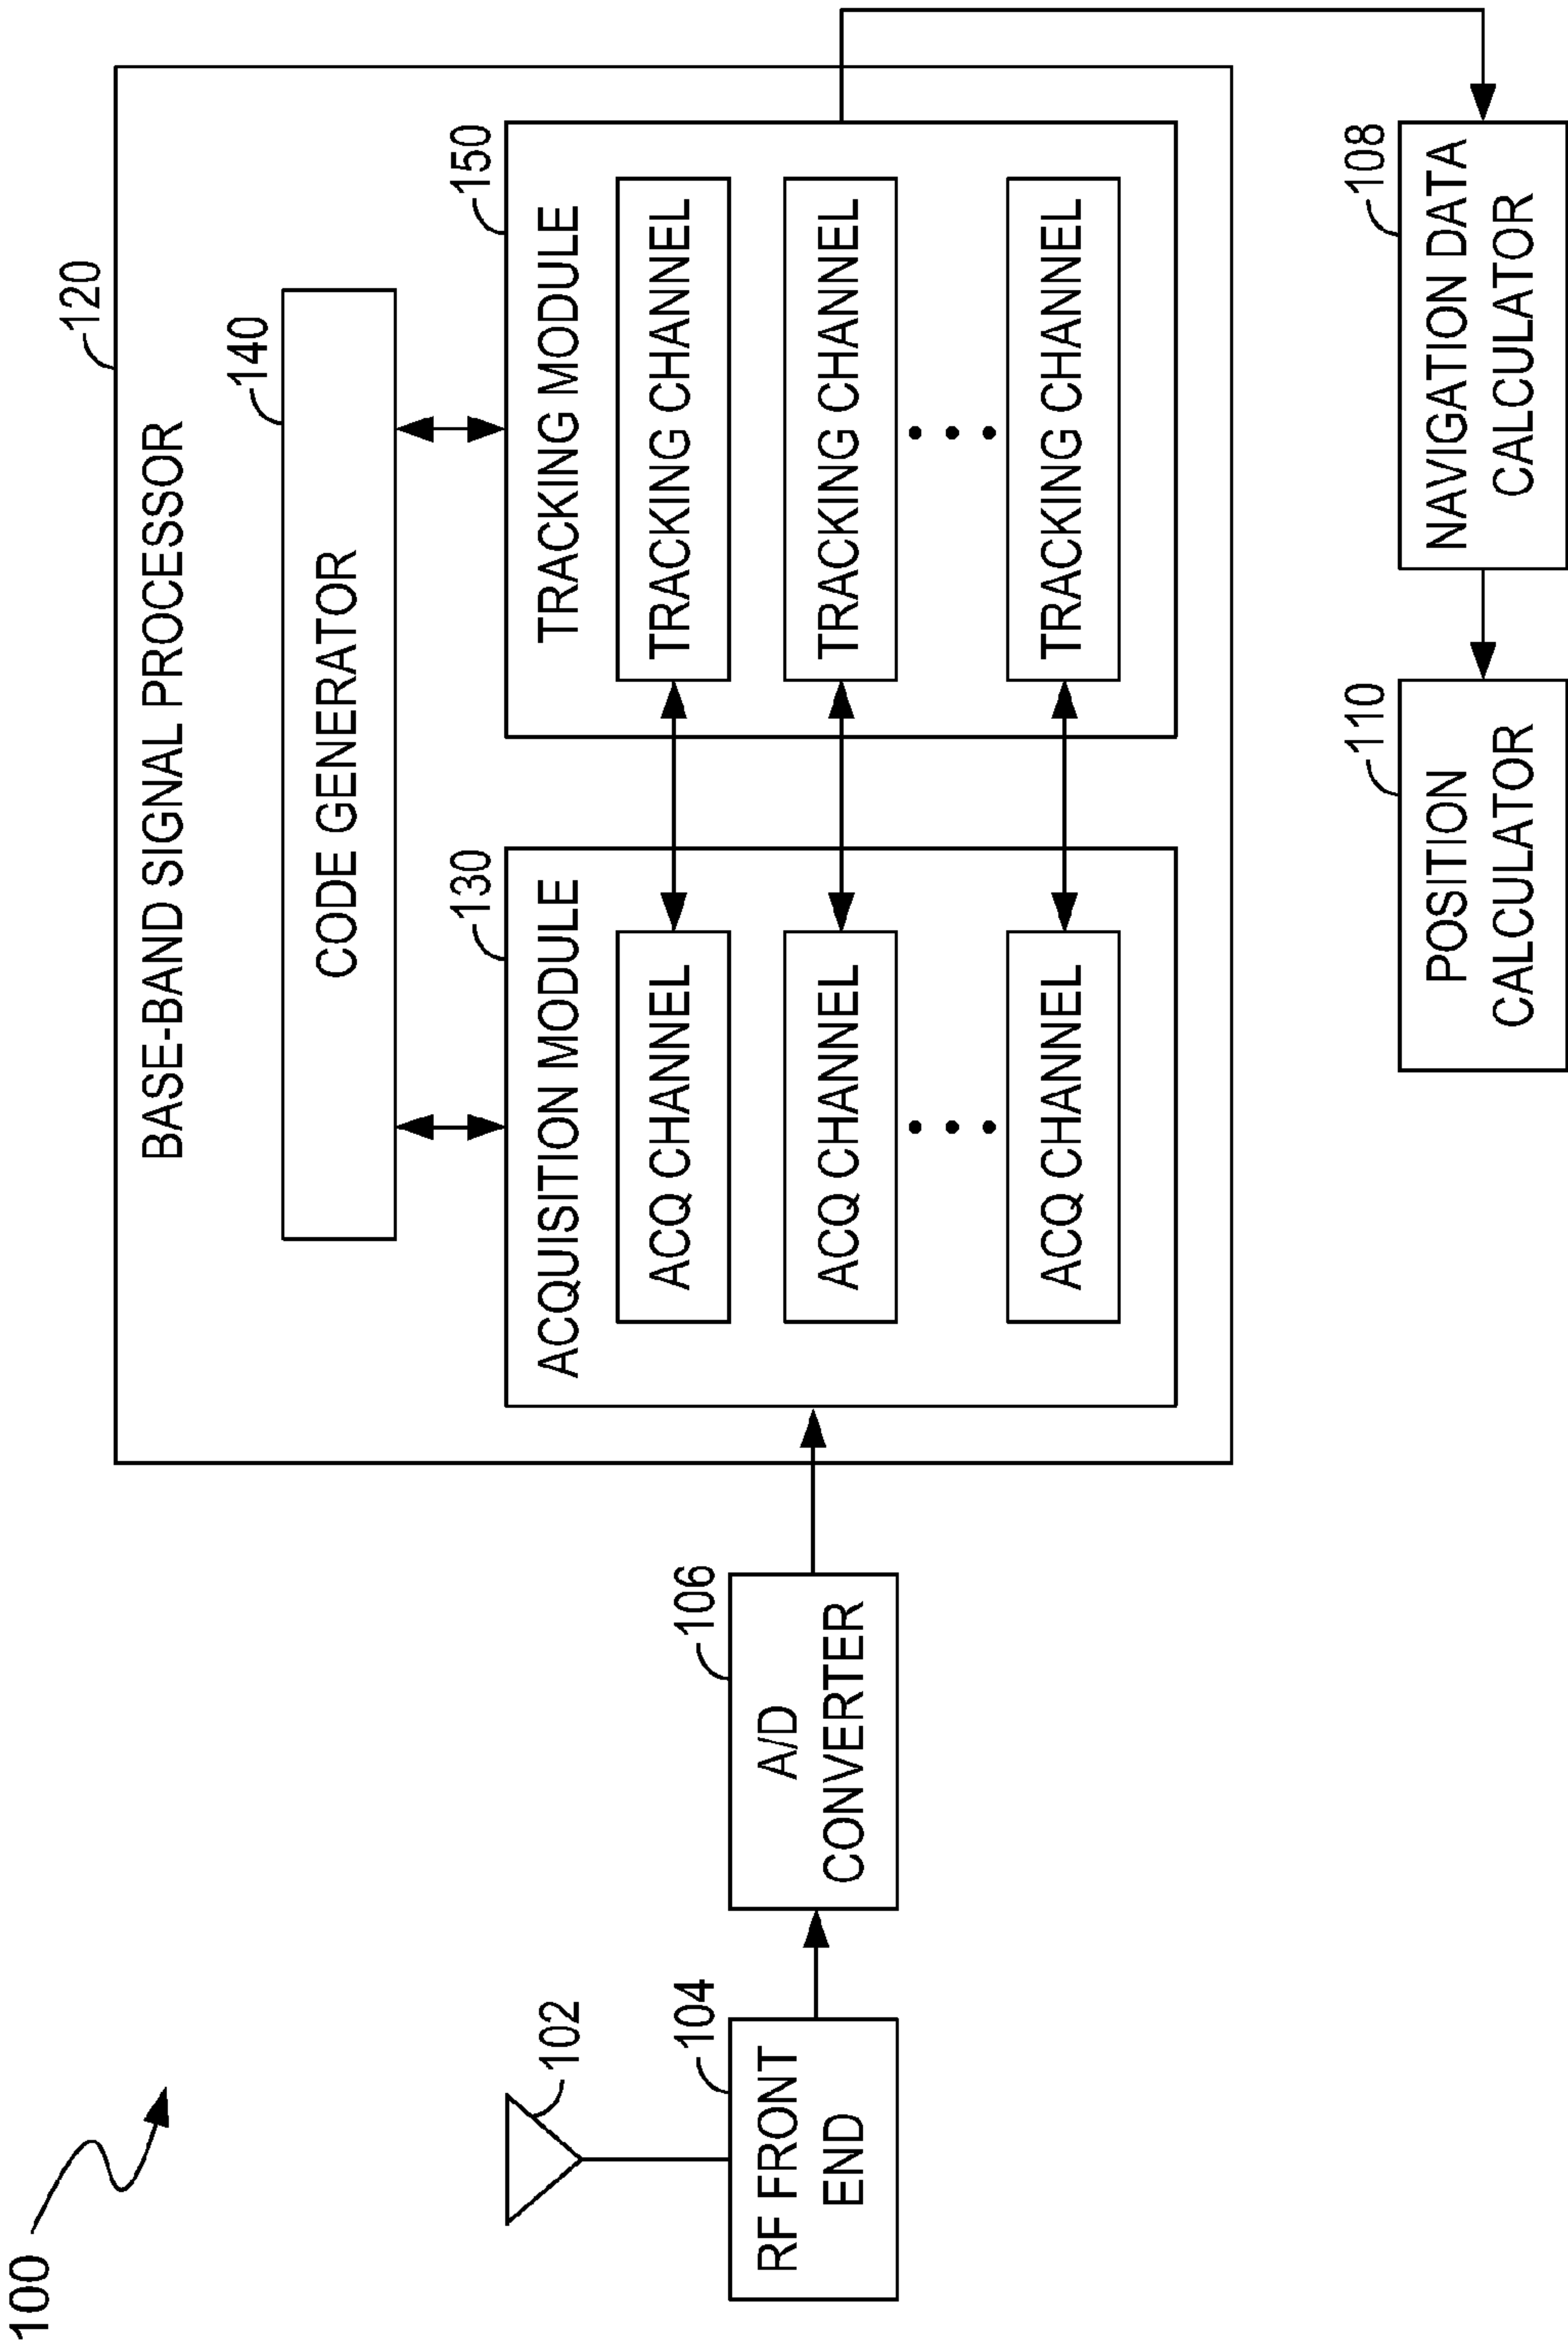 100
120
BASE-BAND SIGNAL PROCESSOR
140
CODE GENERATOR
102
104
RF FRONT
END
106
A/D
CONVERTER
130
ACQUISITION MODULE
ACQ CHANNEL
ACQ CHANNEL
ACQ CHANNEL
150
TRACKING MODULE
TRACKING CHANNEL
TRACKING CHANNEL
TRACKING CHANNEL
110
POSITION
CALCULATOR
108
NAVIGATION DATA
CALCULATOR